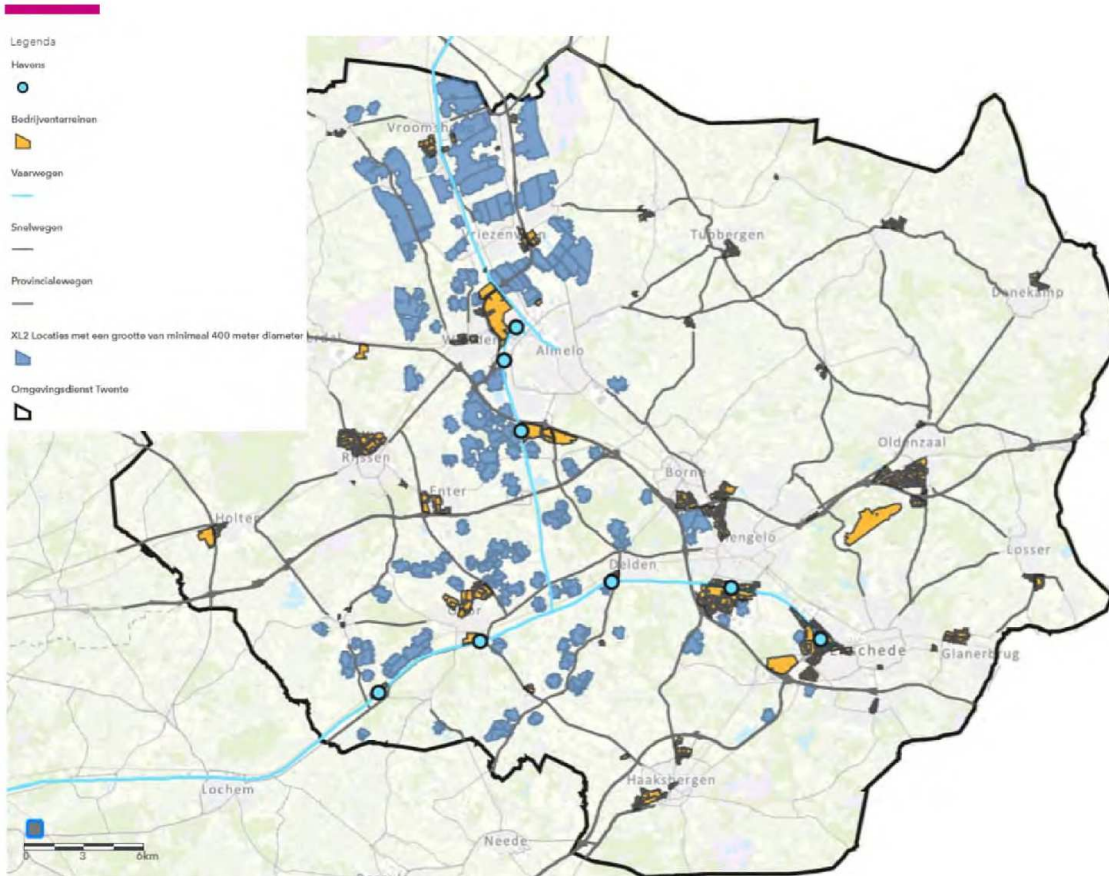 Legenda
Havens
Bedrijventerreinen
Vaarwegen
Snelwegen
Provincialewegen
XL2 Locaties met een grootte van minimaal 400 meter diameter
Omgevingsdienst Twente
Vriezenveen
Tubbergen
Denekamp
Almelo
Oldenzaal
Rijssen
Borne
Enter
Holten
Hengelo
Losser
Delden
Enschede
Glanerbrug
Haaksbergen
Lochem
Neede
0 3 6km